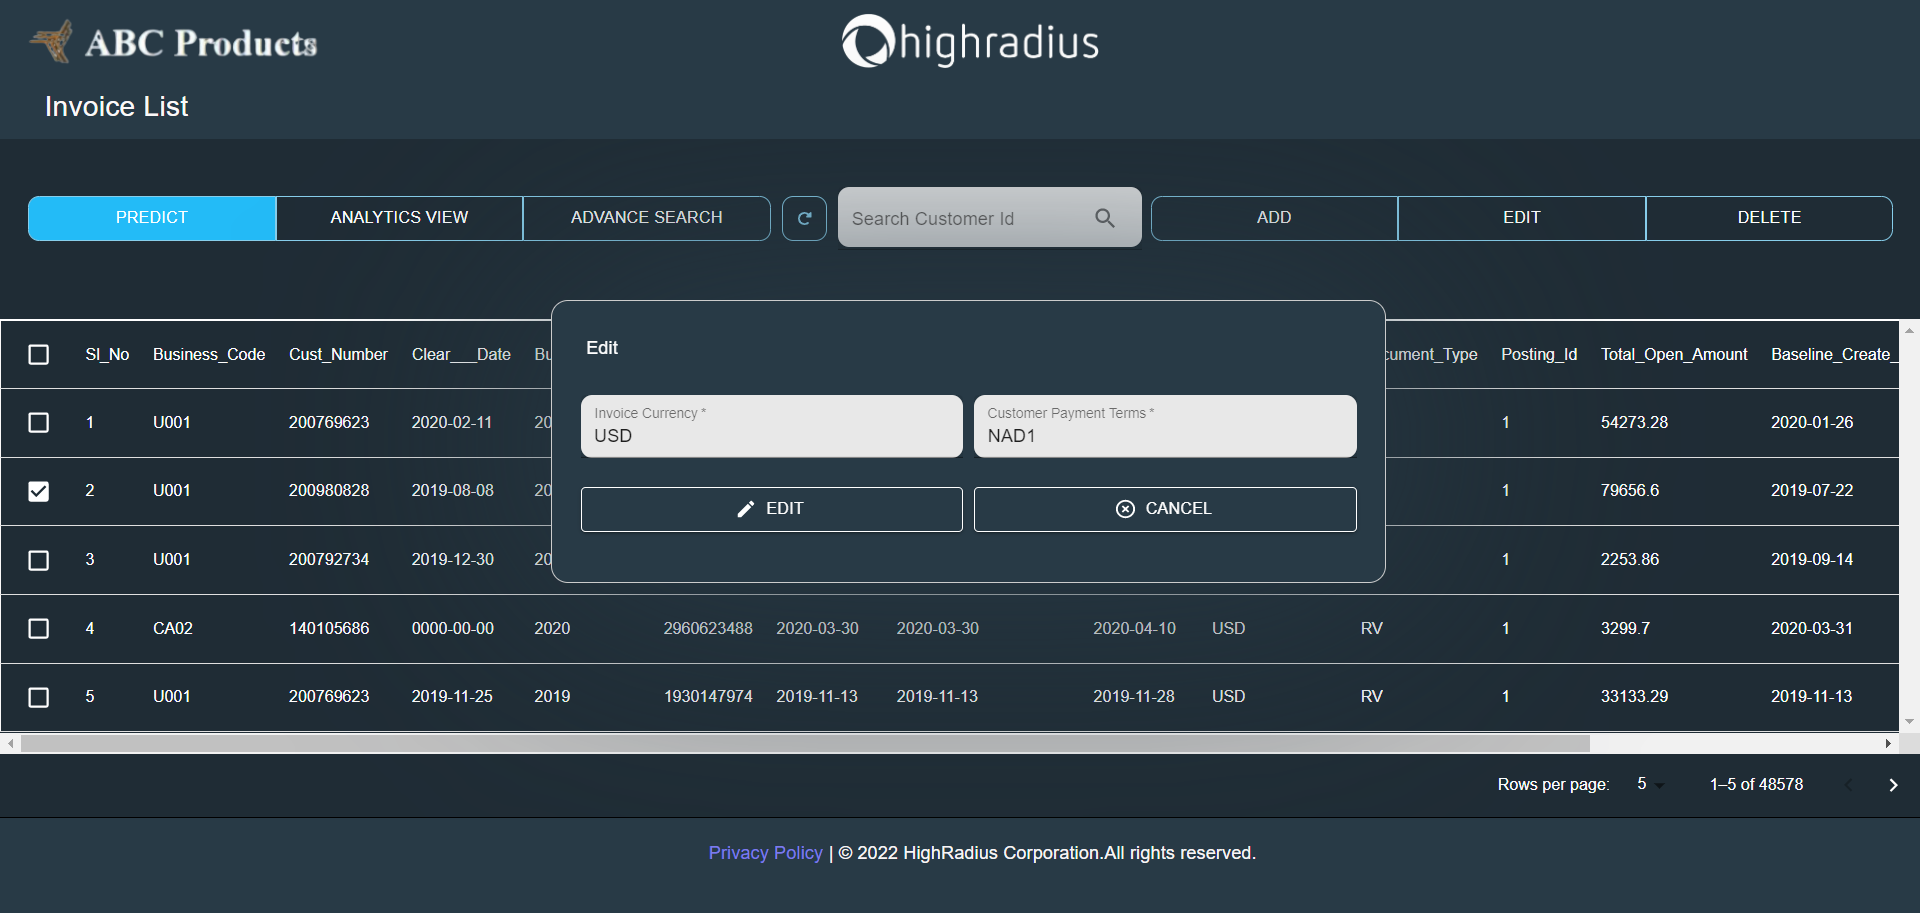 ABC Products
highradius
Invoice List
PREDICT ANALYTICS VIEW ADVANCE SEARCH Search Customer Id ADD EDIT DELETE
Sl_No Business_Code Cust_Number Clear___Date Bu cument_Type Posting_Id Total_Open_Amount Baseline_Create_
1 U001 200769623 2020-02-11 20 1 54273.28 2020-01-26
2 U001 200980828 2019-08-08 20 1 79656.6 2019-07-22
3 U001 200792734 2019-12-30 20 1 2253.86 2019-09-14
Edit
Invoice Currency * Customer Payment Terms *
USD NAD1
EDIT CANCEL
4 CA02 140105686 0000-00-00 2020 2960623488 2020-03-30 2020-03-30 2020-04-10 USD RV 1 3299.7 2020-03-31
5 U001 200769623 2019-11-25 2019 1930147974 2019-11-13 2019-11-13 2019-11-28 USD RV 1 33133.29 2019-11-13
Rows per page: 5 1–5 of 48578
Privacy Policy | © 2022 HighRadius Corporation.All rights reserved.